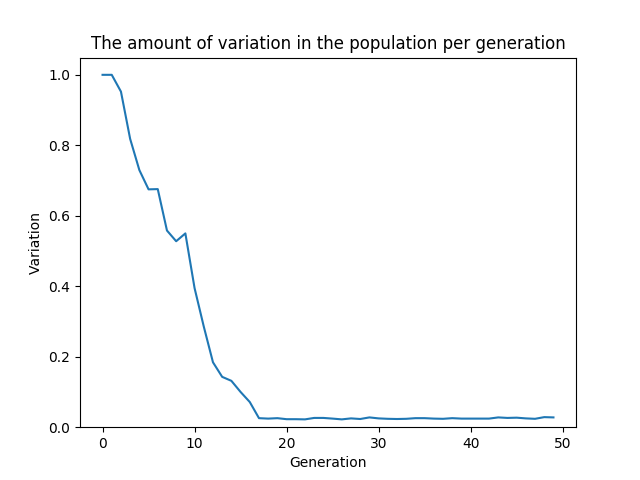 The amount of variation in the population per generation
1.0
0.8
0.6
0.4
0.2
0.0
Variation
0 10 20 30 40 50
Generation